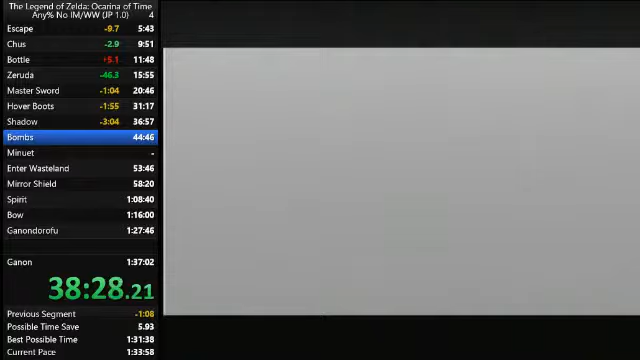 The Legend of Zelda: Ocarina of Time
Any% No IM/WW (JP 1.0) 4
Escape -9.7 5:43
Chus -2.9 9:51
Bottle +5.1 11:48
Zeruda -46.3 15:55
Master Sword -1:04 20:46
Hover Boots -1:55 31:17
Shadow -3:04 36:57
Bombs 44:46
Minuet -
Enter Wasteland 53:46
Mirror Shield 58:20
Spirit 1:08:40
Bow 1:16:00
Ganondorofu 1:27:46
Ganon 1:37:02
38:28.21
Previous Segment -1:08
Possible Time Save 5.93
Best Possible Time 1:31:38
Current Pace 1:33:58